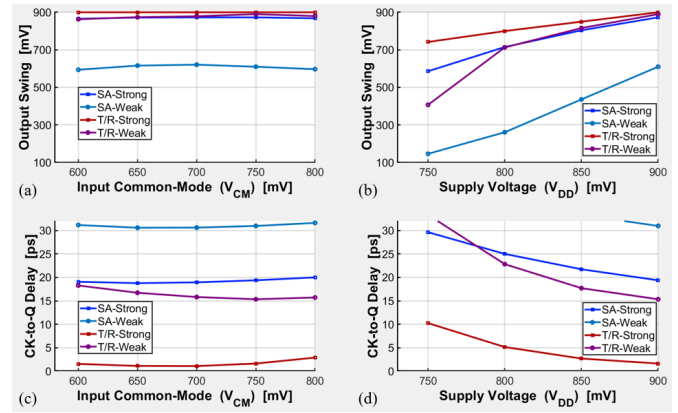 900
700
500
300
100
Output Swing [mV]
SA-Strong
SA-Weak
T/R-Strong
T/R-Weak
600 650 700 750 800
(a) Input Common-Mode (V_CM) [mV]
900
700
500
300
100
Output Swing [mV]
SA-Strong
SA-Weak
T/R-Strong
T/R-Weak
750 800 850 900
(b) Supply Voltage (V_DD) [mV]
30
25
20
15
10
5
0
CK-to-Q Delay [ps]
SA-Strong
SA-Weak
T/R-Strong
T/R-Weak
600 650 700 750 800
(c) Input Common-Mode (V_CM) [mV]
30
25
20
15
10
5
0
CK-to-Q Delay [ps]
SA-Strong
SA-Weak
T/R-Strong
T/R-Weak
750 800 850 900
(d) Supply Voltage (V_DD) [mV]